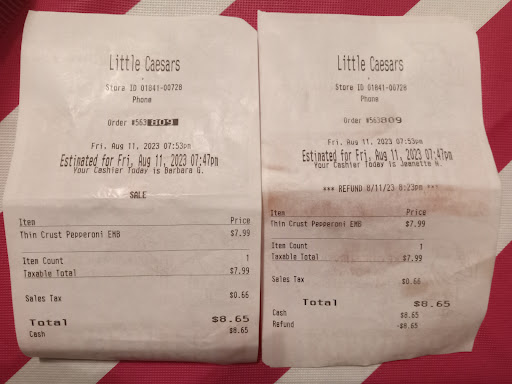 Little Caesars
Store ID 01841-00728
Phone
Order #563809
Fri, Aug 11, 2023 07:53pm
Estimated for Fri, Aug 11, 2023 07:47pm
Your Cashier Today is Barbara G.
SALE
Item Price
Thin Crust Pepperoni EMB $7.99
Item Count 1
Taxable Total $7.99
Sales Tax $0.66
Total $8.65
Cash $8.65
Little Caesars
Store ID 01841-00728
Phone
Order #563809
Fri, Aug 11, 2023 07:53pm
Estimated for Fri, Aug 11, 2023 07:47pm
Your Cashier Today is Jeanette M.
*** REFUND 8/11/23 8:23pm ***
Item Price
Thin Crust Pepperoni EMB $7.99
Item Count 1
Taxable Total $7.99
Sales Tax $0.66
Total $8.65
Cash $8.65
Refund -$8.65